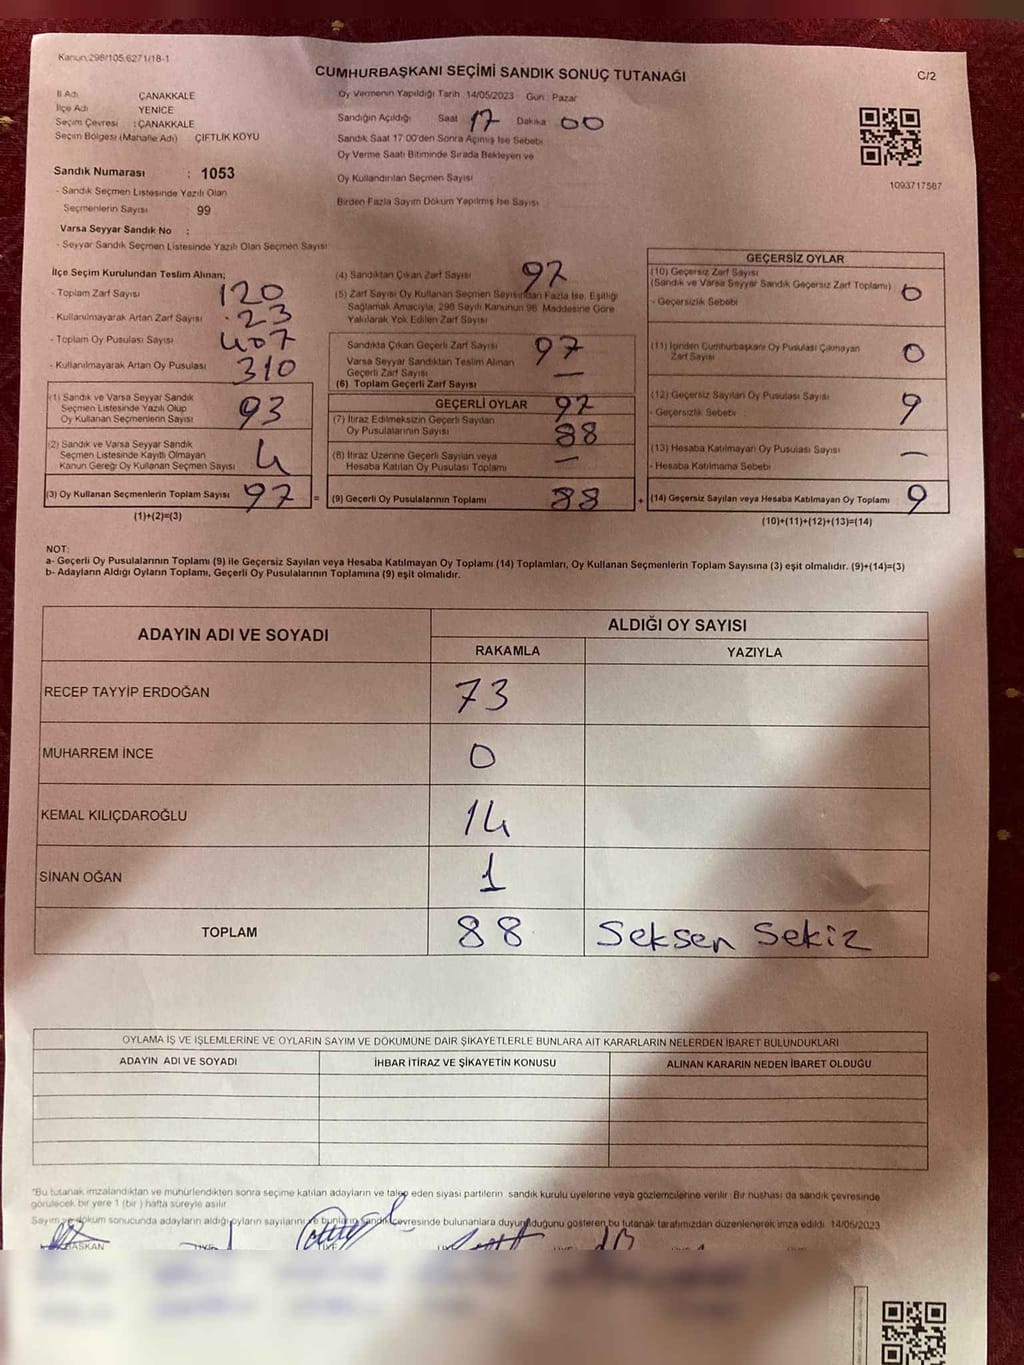 Kanun:298/105.6271/18-1
CUMHURBAŞKANI SEÇİMİ SANDIK SONUÇ TUTANAĞI
C/2
İl Adı ÇANAKKALE
İlçe Adı YENİCE
Seçim Çevresi : ÇANAKKALE
Seçim Bölgesi (Mahalle Adı) ÇİFTLİK KÖYÜ
Oy Vermenin Yapıldığı Tarih 14/05/2023 Gün: Pazar
Sandığın Açıldığı Saat 17 Dakika 00
Sandık Saat 17.00'den Sonra Açılmış İse Sebebi
Oy Verme Saati Bitiminde Sırada Bekleyen ve
Oy Kullandırılan Seçmen Sayısı
Birden Fazla Sayım Döküm Yapılmış İse Sayısı
1093717587
Sandık Numarası : 1053
- Sandık Seçmen Listesinde Yazılı Olan
Seçmenlerin Sayısı : 99
Varsa Seyyar Sandık No :
- Seyyar Sandık Seçmen Listesinde Yazılı Olan Seçmen Sayısı
İlçe Seçim Kurulundan Teslim Alınan;
- Toplam Zarf Sayısı 120
- Kullanılmayarak Artan Zarf Sayısı 23
- Toplam Oy Pusulası Sayısı 407
- Kullanılmayarak Artan Oy Pusulası 310
(1) Sandık ve Varsa Seyyar Sandık
Seçmen Listesinde Yazılı Olup
Oy Kullanan Seçmenlerin Sayısı 93
(2) Sandık ve Varsa Seyyar Sandık
Seçmen Listesinde Kayıtlı Olmayan
Kanun Gereği Oy Kullanan Seçmen Sayısı 4
(3) Oy Kullanan Seçmenlerin Toplam Sayısı 97 =
(1)+(2)=(3)
(4) Sandıktan Çıkan Zarf Sayısı 97
(5) Zarf Sayısı Oy Kullanan Seçmen Sayısından Fazla İse, Eşitliği
Sağlamak Amacıyla, 298 Sayılı Kanunun 98. Maddesine Göre
Yakılarak Yok Edilen Zarf Sayısı
Sandıkta Çıkan Geçerli Zarf Sayısı 97
Varsa Seyyar Sandıktan Teslim Alınan
Geçerli Zarf Sayısı —
(6) Toplam Geçerli Zarf Sayısı
GEÇERLİ OYLAR 97
(7) İtiraz Edilmeksizin Geçerli Sayılan
Oy Pusulalarının Sayısı 88
(8) İtiraz Üzerine Geçerli Sayılan veya
Hesaba Katılan Oy Pusulası Toplamı —
(9) Geçerli Oy Pusulalarının Toplamı 88 +
GEÇERSİZ OYLAR
(10) Geçersiz Zarf Sayısı
(Sandık ve Varsa Seyyar Sandık Geçersiz Zarf Toplamı) 0
- Geçersizlik Sebebi
(11) İçinden Cumhurbaşkanı Oy Pusulası Çıkmayan
Zarf Sayısı 0
(12) Geçersiz Sayılan Oy Pusulası Sayısı 9
- Geçersizlik Sebebi :
(13) Hesaba Katılmayan Oy Pusulası Sayısı —
- Hesaba Katılmama Sebebi
(14) Geçersiz Sayılan veya Hesaba Katılmayan Oy Toplamı 9
(10)+(11)+(12)+(13)=(14)
NOT:
a- Geçerli Oy Pusulalarının Toplamı (9) ile Geçersiz Sayılan veya Hesaba Katılmayan Oy Toplamı (14) Toplamları, Oy Kullanan Seçmenlerin Toplam Sayısına (3) eşit olmalıdır. (9)+(14)=(3)
b- Adayların Aldığı Oyların Toplamı, Geçerli Oy Pusulalarının Toplamına (9) eşit olmalıdır.
ADAYIN ADI VE SOYADI ALDIĞI OY SAYISI
RAKAMLA YAZIYLA
RECEP TAYYİP ERDOĞAN 73
MUHARREM İNCE 0
KEMAL KILIÇDAROĞLU 14
SİNAN OĞAN 1
TOPLAM 88 Seksen Sekiz
OYLAMA İŞ VE İŞLEMLERİNE VE OYLARIN SAYIM VE DÖKÜMÜNE DAİR ŞİKAYETLERLE BUNLARA AİT KARARLARIN NELERDEN İBARET BULUNDUKLARI
ADAYIN ADI VE SOYADI İHBAR İTİRAZ VE ŞİKAYETİN KONUSU ALINAN KARARIN NEDEN İBARET OLDUĞU
*Bu tutanak imzalandıktan ve mühürlendikten sonra seçime katılan adayların ve talep eden siyasi partilerin sandık kurulu üyelerine veya gözlemcilerine verilir. Bir nüshası da sandık çevresinde
görülecek bir yere 1 (bir) hafta süreyle asılır.
Sayım ve döküm sonucunda adayların aldığı oyların sayılarını ve bunların sandık çevresinde bulunanlara duyurulduğunu gösteren bu tutanak tarafımızdan düzenlenerek imza edildi. 14/05/2023
BAŞKAN